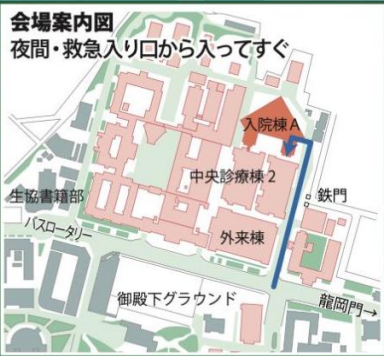 会場案内図
夜間・救急入り口から入ってすぐ
入院棟A
中央診療棟2
鉄門
生協書籍部
外来棟
バスロータリー
御殿下グラウンド
龍岡門→